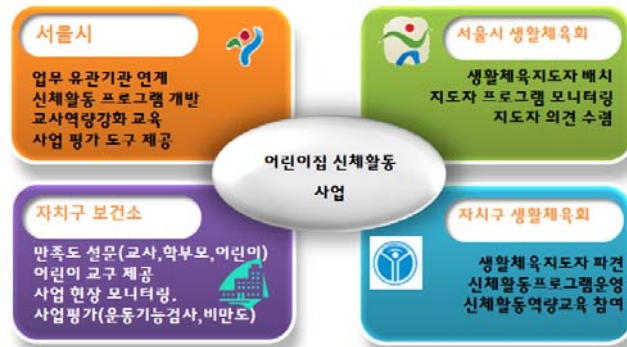 서울시
업무 유관기관 연계
신체활동 프로그램 개발
교사역량강화 교육
사업 평가 도구 제공
서울시 생활체육회
생활체육지도자 배치
지도자 프로그램 모니터링
지도자 의견 수렴
어린이집 신체활동
사업
자치구 보건소
만족도 설문(교사,학부모,어린이)
어린이 교구 제공
사업 현장 모니터링.
사업평가(운동기능검사,비만도)
자치구 생활체육회
생활체육지도자 파견
신체활동프로그램운영
신체활동역량교육 참여